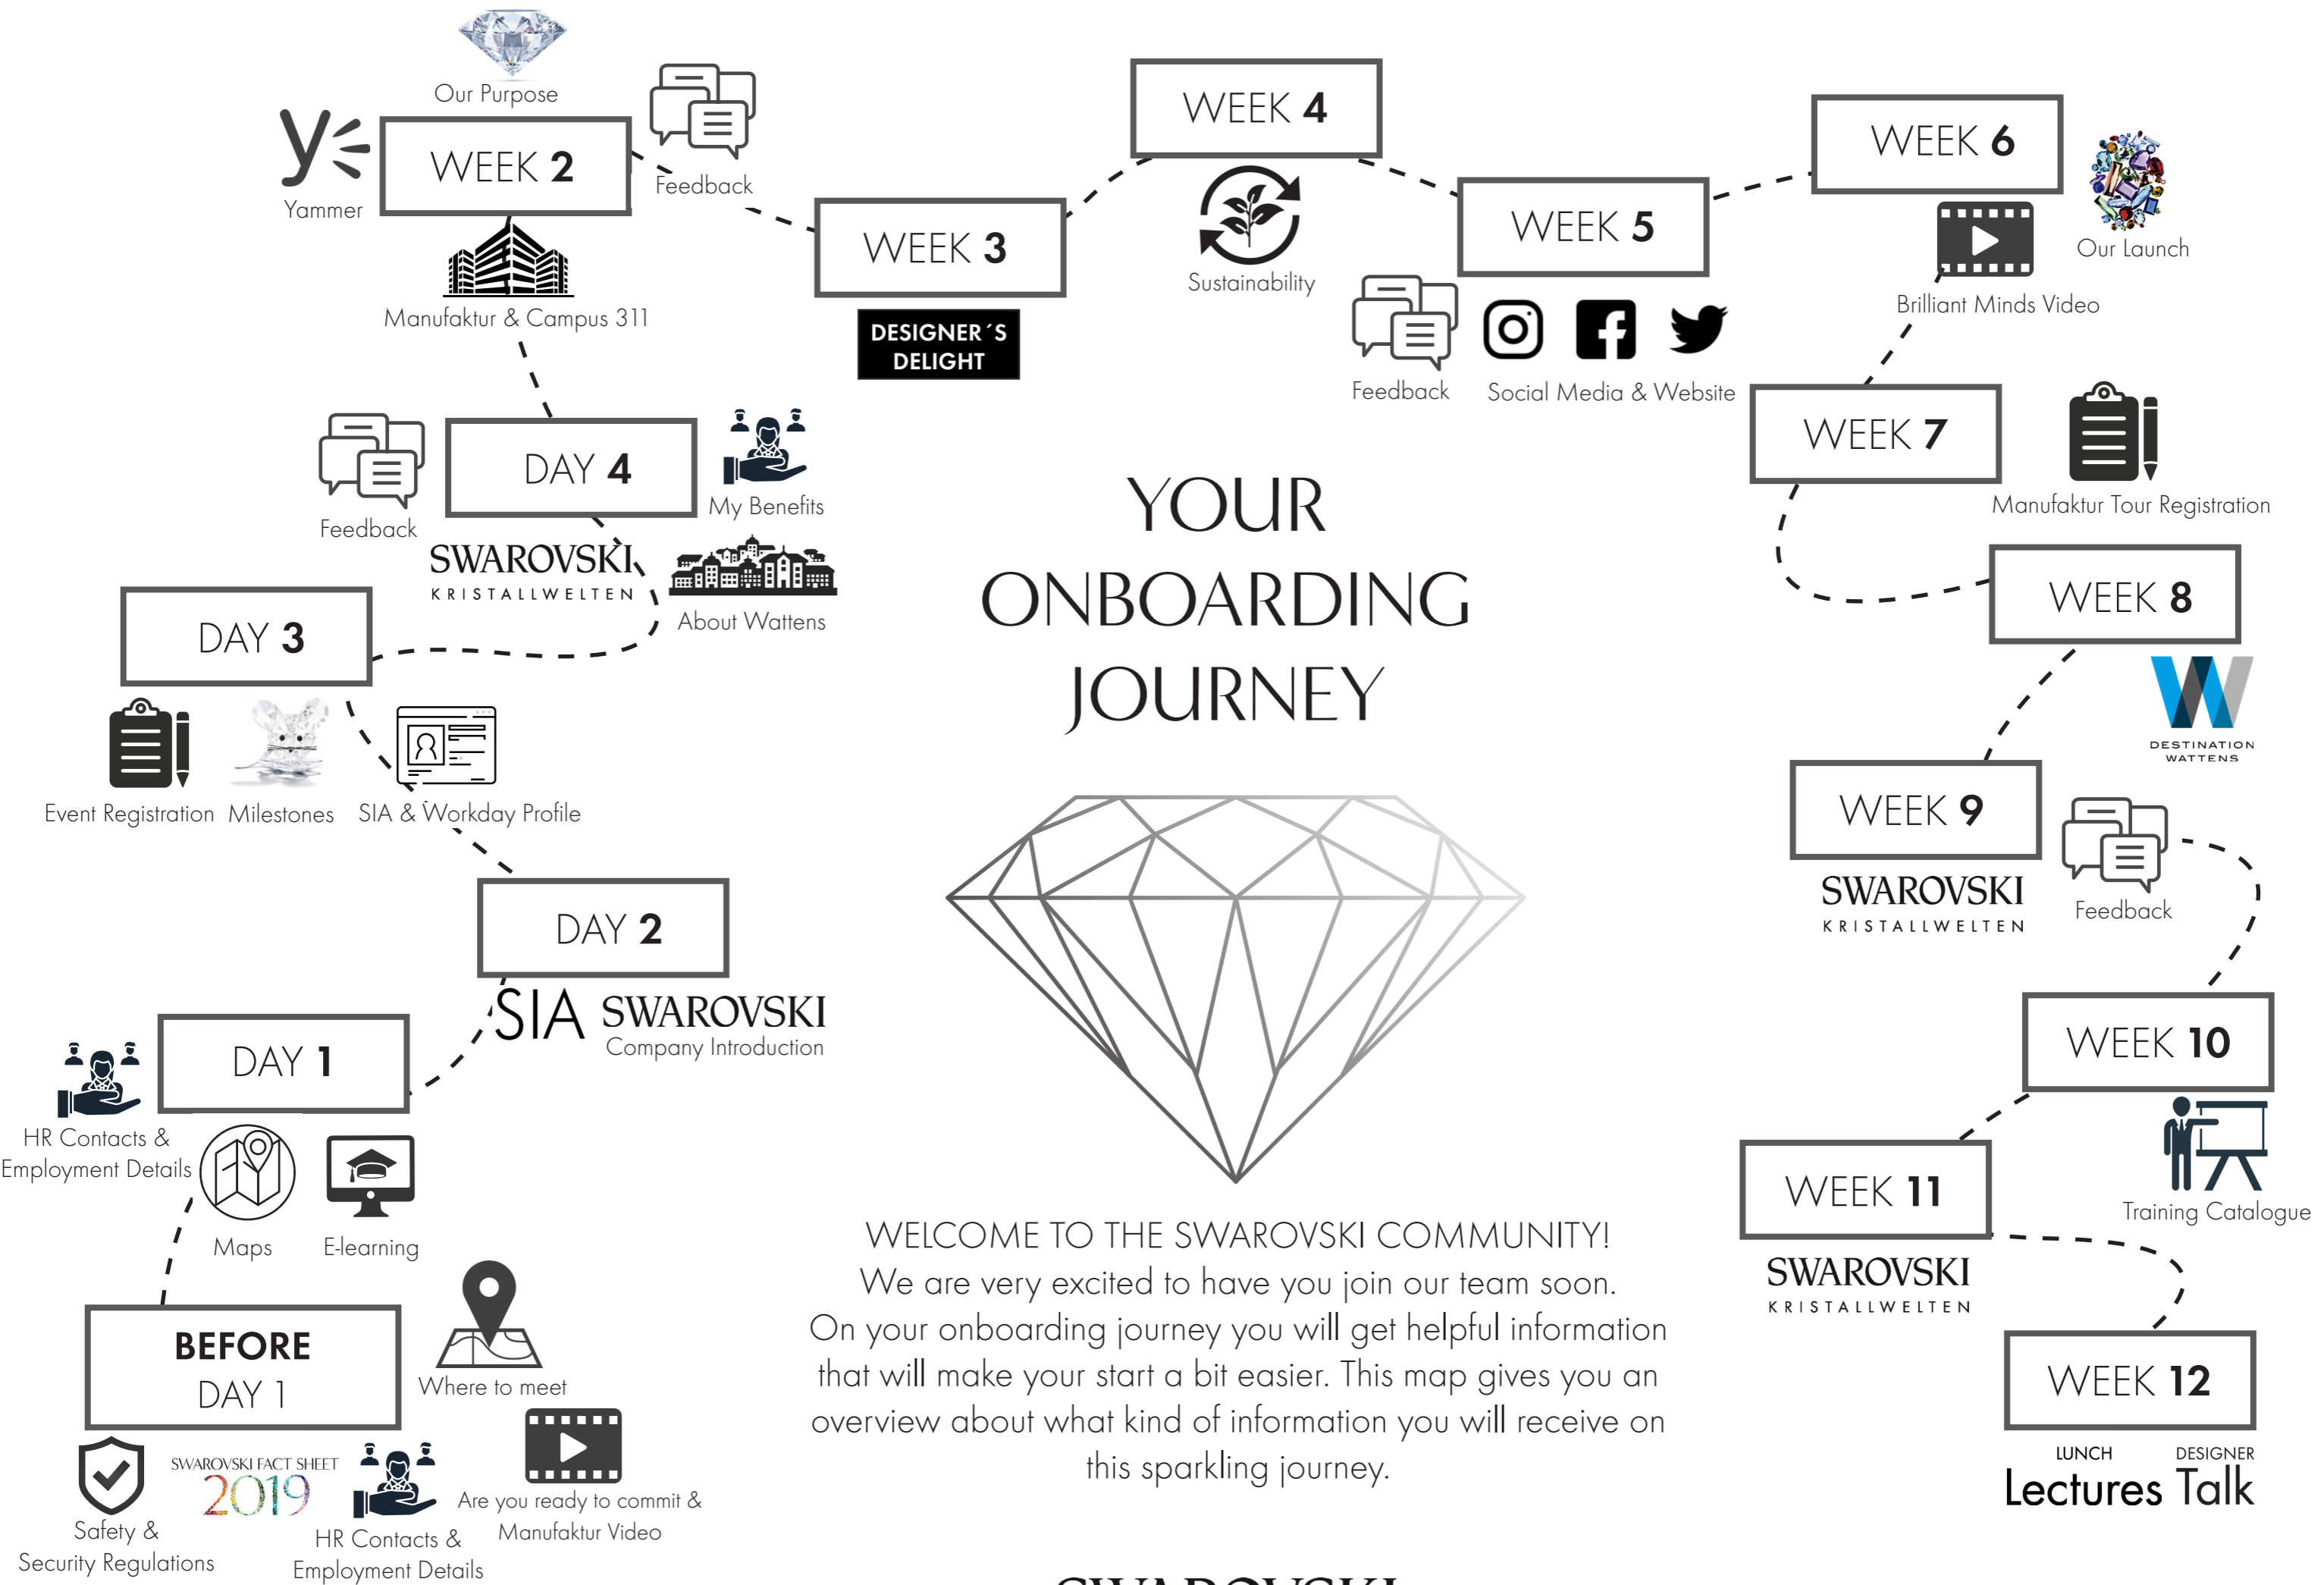 Our Purpose
y
Yammer
WEEK 2
Feedback
Manufaktur & Campus 311
WEEK 3
DESIGNER´S
DELIGHT
WEEK 4
Sustainability
WEEK 5
Feedback
Social Media & Website
WEEK 6
Our Launch
Brilliant Minds Video
WEEK 7
Manufaktur Tour Registration
WEEK 8
W
DESTINATION
WATTENS
WEEK 9
SWAROVSKI
KRISTALLWELTEN
Feedback
WEEK 10
Training Catalogue
WEEK 11
SWAROVSKI
KRISTALLWELTEN
WEEK 12
LUNCH
Lectures
DESIGNER
Talk
DAY 4
Feedback
My Benefits
SWAROVSKI
KRISTALLWELTEN
About Wattens
DAY 3
Event Registration
Milestones
SIA & Workday Profile
DAY 2
SIA
SWAROVSKI
Company Introduction
DAY 1
HR Contacts &
Employment Details
Maps
E-learning
BEFORE
DAY 1
Where to meet
Safety &
Security Regulations
SWAROVSKI FACT SHEET
2019
HR Contacts &
Employment Details
Are you ready to commit &
Manufaktur Video
YOUR
ONBOARDING
JOURNEY
WELCOME TO THE SWAROVSKI COMMUNITY!
We are very excited to have you join our team soon.
On your onboarding journey you will get helpful information
that will make your start a bit easier. This map gives you an
overview about what kind of information you will receive on
this sparkling journey.
SWAROVSKI